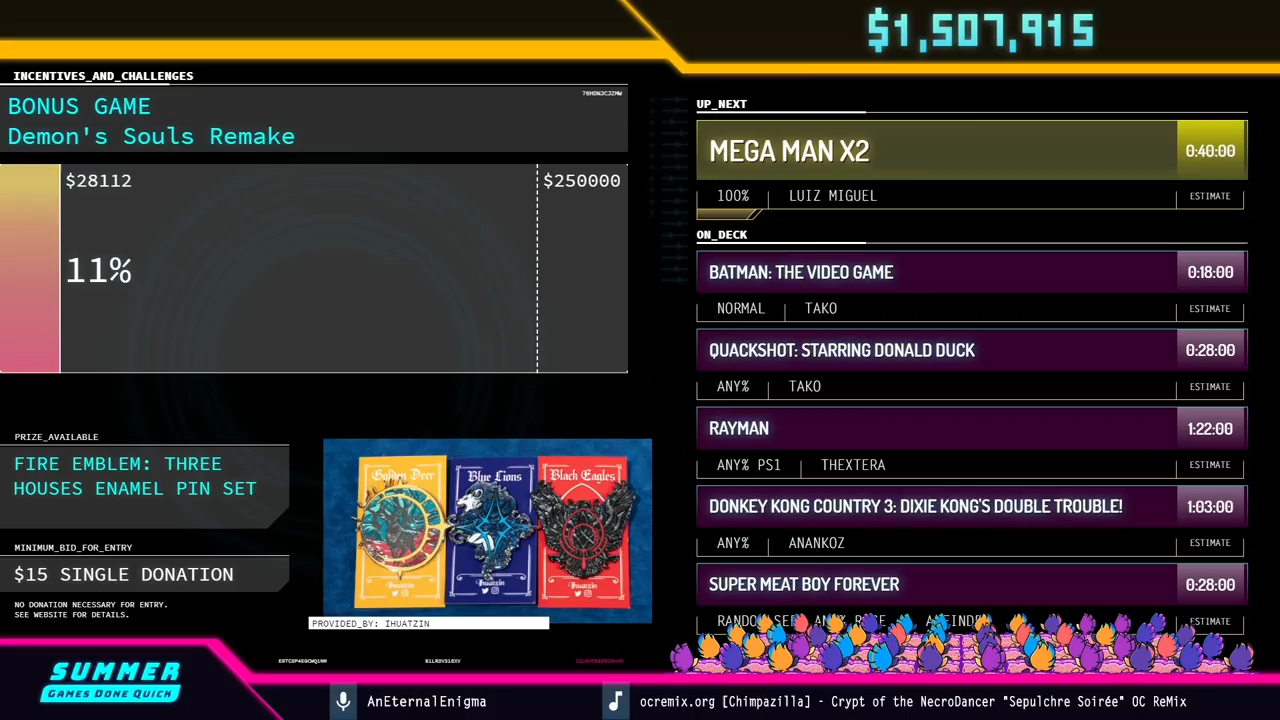 $1,507,915
INCENTIVES_AND_CHALLENGES
76HDNJCJZMW
BONUS GAME
Demon's Souls Remake
$28112
$250000
11%
PRIZE_AVAILABLE
FIRE EMBLEM: THREE
HOUSES ENAMEL PIN SET
MINIMUM_BID_FOR_ENTRY
$15 SINGLE DONATION
NO DONATION NECESSARY FOR ENTRY.
SEE WEBSITE FOR DETAILS.
Golden Deer
Blue Lions
Black Eagles
Ihuatzin
Ihuatzin
Ihuatzin
PROVIDED_BY: IHUATZIN
UP_NEXT
MEGA MAN X2
0:40:00
100%
LUIZ MIGUEL
ESTIMATE
ON_DECK
BATMAN: THE VIDEO GAME
0:18:00
NORMAL
TAKO
ESTIMATE
QUACKSHOT: STARRING DONALD DUCK
0:28:00
ANY%
TAKO
ESTIMATE
RAYMAN
1:22:00
ANY% PS1
THEXTERA
ESTIMATE
DONKEY KONG COUNTRY 3: DIXIE KONG'S DOUBLE TROUBLE!
1:03:00
ANY%
ANANKOZ
ESTIMATE
SUPER MEAT BOY FOREVER
0:28:00
ESTIMATE
SUMMER
GAMES DONE QUICK
AnEternalEnigma
ocremix.org [Chimpazilla] - Crypt of the NecroDancer "Sepulchre Soirée" OC ReMix